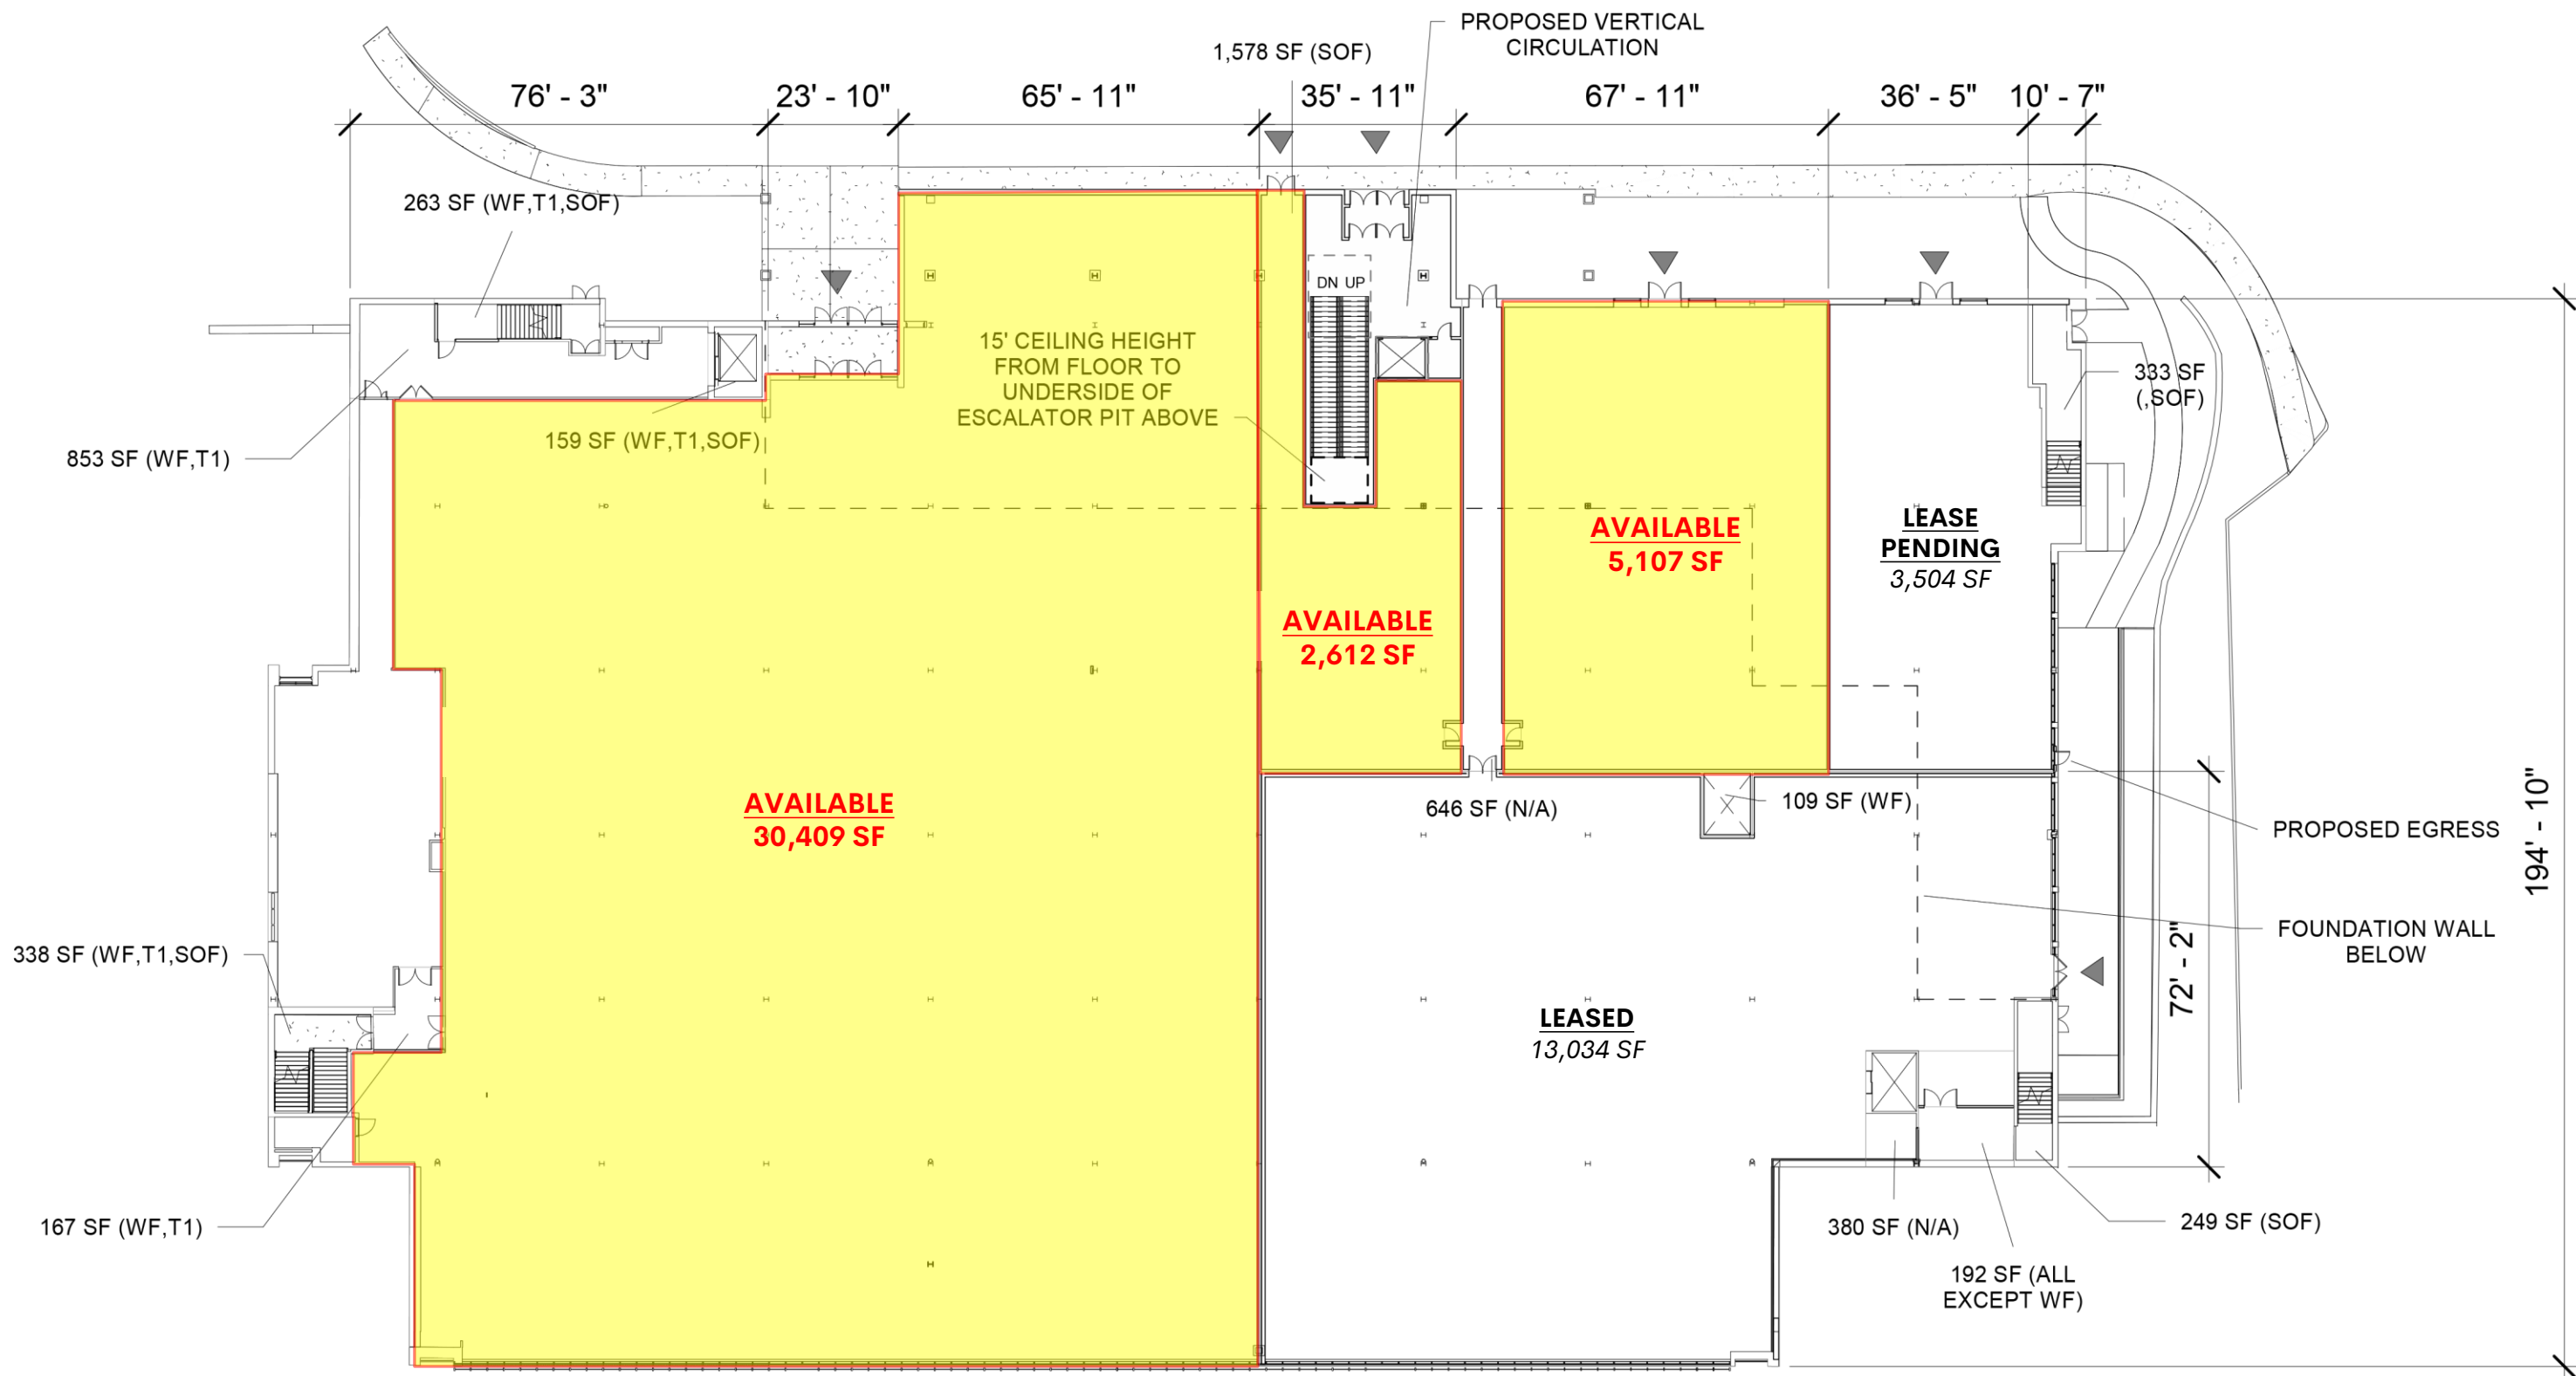 PROPOSED VERTICAL
CIRCULATION
1,578 SF (SOF)
76' - 3"
23' - 10"
65' - 11"
35' - 11"
67' - 11"
36' - 5"
10' - 7"
263 SF (WF,T1,SOF)
DN UP
15' CEILING HEIGHT
FROM FLOOR TO
UNDERSIDE OF
ESCALATOR PIT ABOVE
333 SF
(,SOF)
159 SF (WF,T1,SOF)
853 SF (WF,T1)
LEASE
PENDING
3,504 SF
AVAILABLE
5,107 SF
AVAILABLE
2,612 SF
AVAILABLE
30,409 SF
646 SF (N/A)
109 SF (WF)
PROPOSED EGRESS
194' - 10"
FOUNDATION WALL
BELOW
72' - 2"
338 SF (WF,T1,SOF)
LEASED
13,034 SF
167 SF (WF,T1)
380 SF (N/A)
249 SF (SOF)
192 SF (ALL
EXCEPT WF)